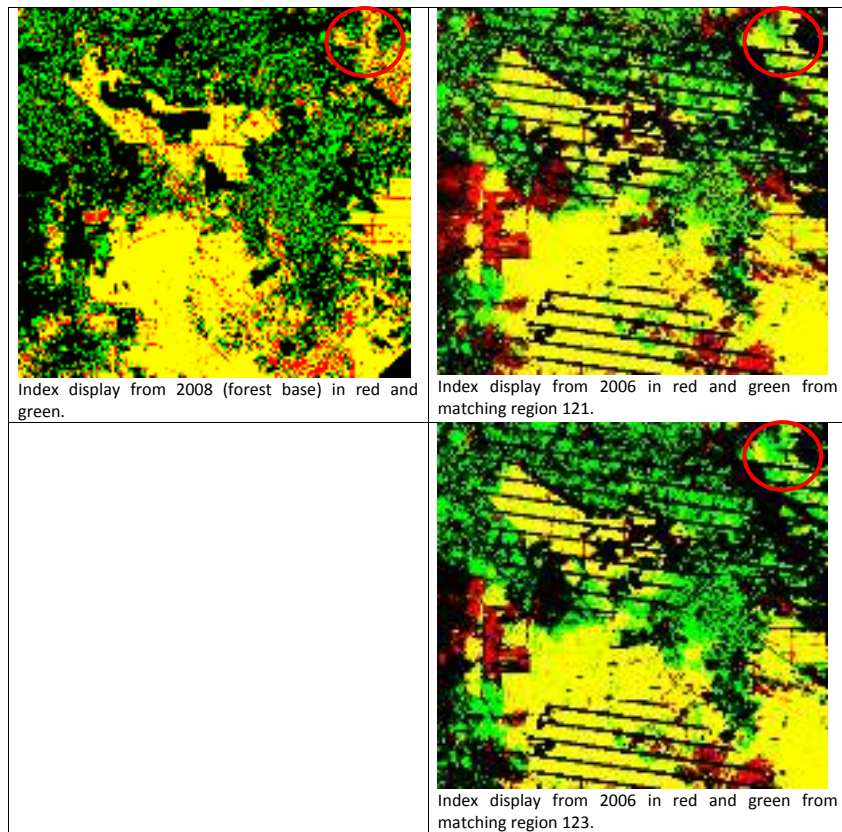 Index display from 2008 (forest base) in red and
green.
Index display from 2006 in red and green from
matching region 121.
Index display from 2006 in red and green from
matching region 123.